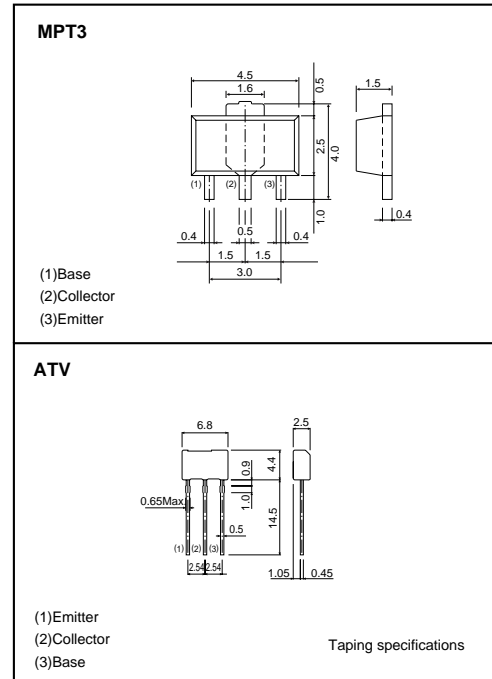 MPT3
4.5
1.6
0.5
1.5
2.5
4.0
(1) (2) (3)
1.0
0.4
0.4 0.5 0.4
1.5 1.5
3.0
(1)Base
(2)Collector
(3)Emitter
ATV
6.8
2.5
4.4
0.9
1.0
0.65Max
14.5
0.5
(1) (2) (3)
2.54 2.54
1.05 0.45
(1)Emitter
(2)Collector
(3)Base
Taping specifications